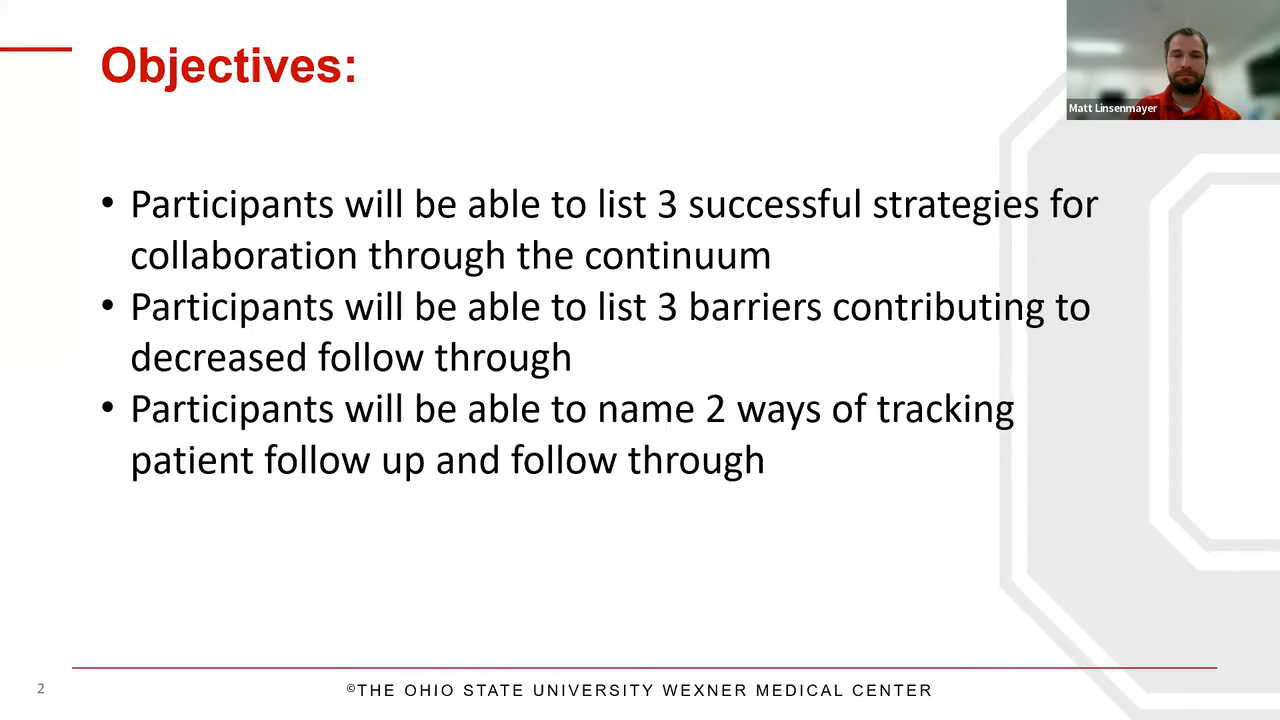 Objectives:
Matt Linsenmayer
• Participants will be able to list 3 successful strategies for
collaboration through the continuum
• Participants will be able to list 3 barriers contributing to
decreased follow through
• Participants will be able to name 2 ways of tracking
patient follow up and follow through
2
©THE OHIO STATE UNIVERSITY WEXNER MEDICAL CENTER